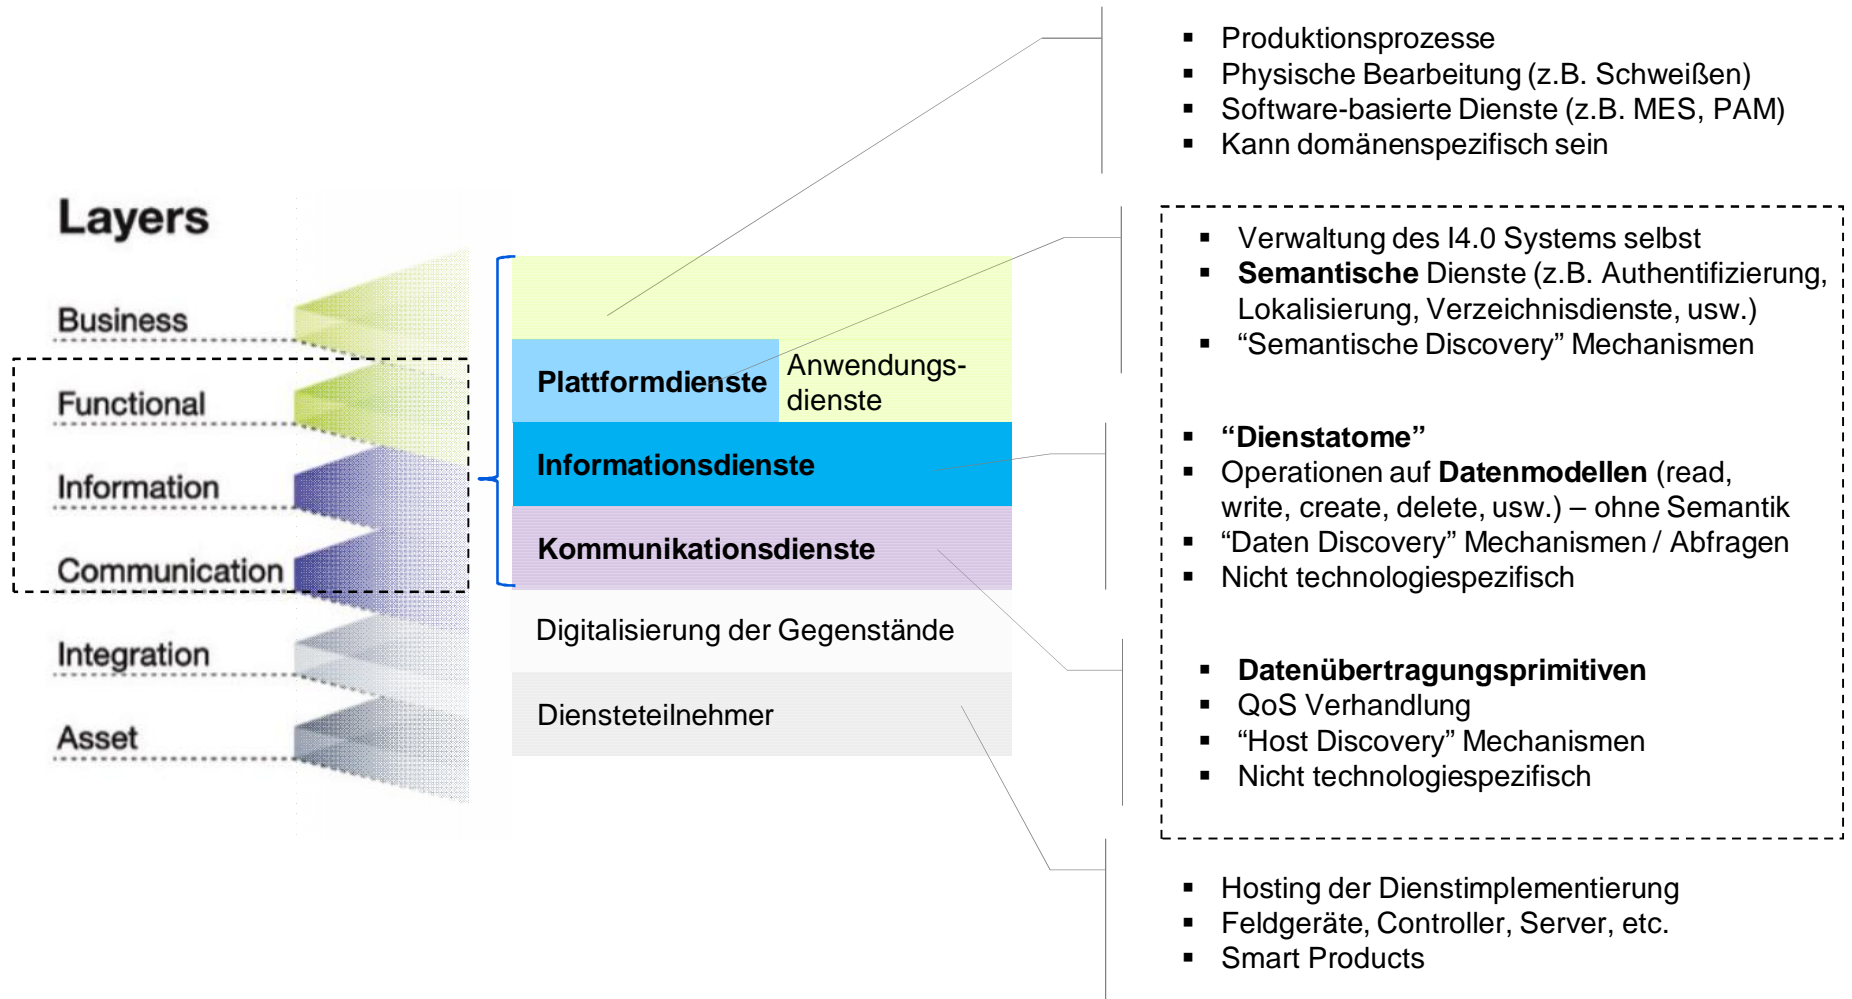 Layers
Business
Functional
Information
Communication
Integration
Asset
Plattformdienste
Anwendungs-
dienste
Informationsdienste
Kommunikationsdienste
Digitalisierung der Gegenstände
Diensteteilnehmer
▪ Produktionsprozesse
▪ Physische Bearbeitung (z.B. Schweißen)
▪ Software-basierte Dienste (z.B. MES, PAM)
▪ Kann domänenspezifisch sein
▪ Verwaltung des I4.0 Systems selbst
▪ Semantische Dienste (z.B. Authentifizierung,
Lokalisierung, Verzeichnisdienste, usw.)
▪ “Semantische Discovery” Mechanismen
▪ “Dienstatome”
▪ Operationen auf Datenmodellen (read,
write, create, delete, usw.) – ohne Semantik
▪ “Daten Discovery” Mechanismen / Abfragen
▪ Nicht technologiespezifisch
▪ Datenübertragungsprimitiven
▪ QoS Verhandlung
▪ “Host Discovery” Mechanismen
▪ Nicht technologiespezifisch
▪ Hosting der Dienstimplementierung
▪ Feldgeräte, Controller, Server, etc.
▪ Smart Products